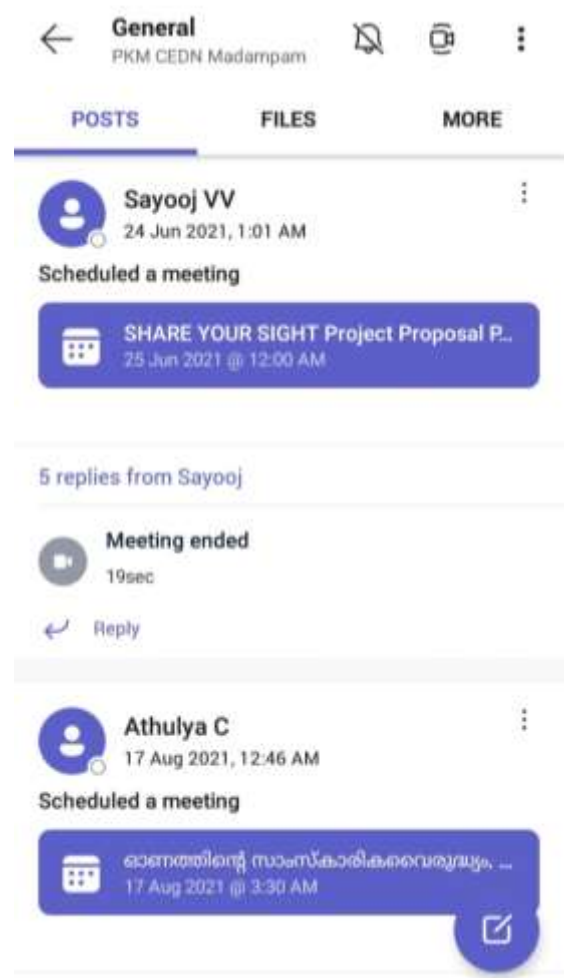 General
PKM CEDN Madampam
POSTS FILES MORE
Sayooj VV
24 Jun 2021, 1:01 AM
Scheduled a meeting
SHARE YOUR SIGHT Project Proposal P...
25 Jun 2021 @ 12:00 AM
5 replies from Sayooj
Meeting ended
19sec
Reply
Athulya C
17 Aug 2021, 12:46 AM
Scheduled a meeting
ഓണത്തിന്റെ സാംസ്കാരികവൈരുദ്ധ്യം, ...
17 Aug 2021 @ 3:30 AM